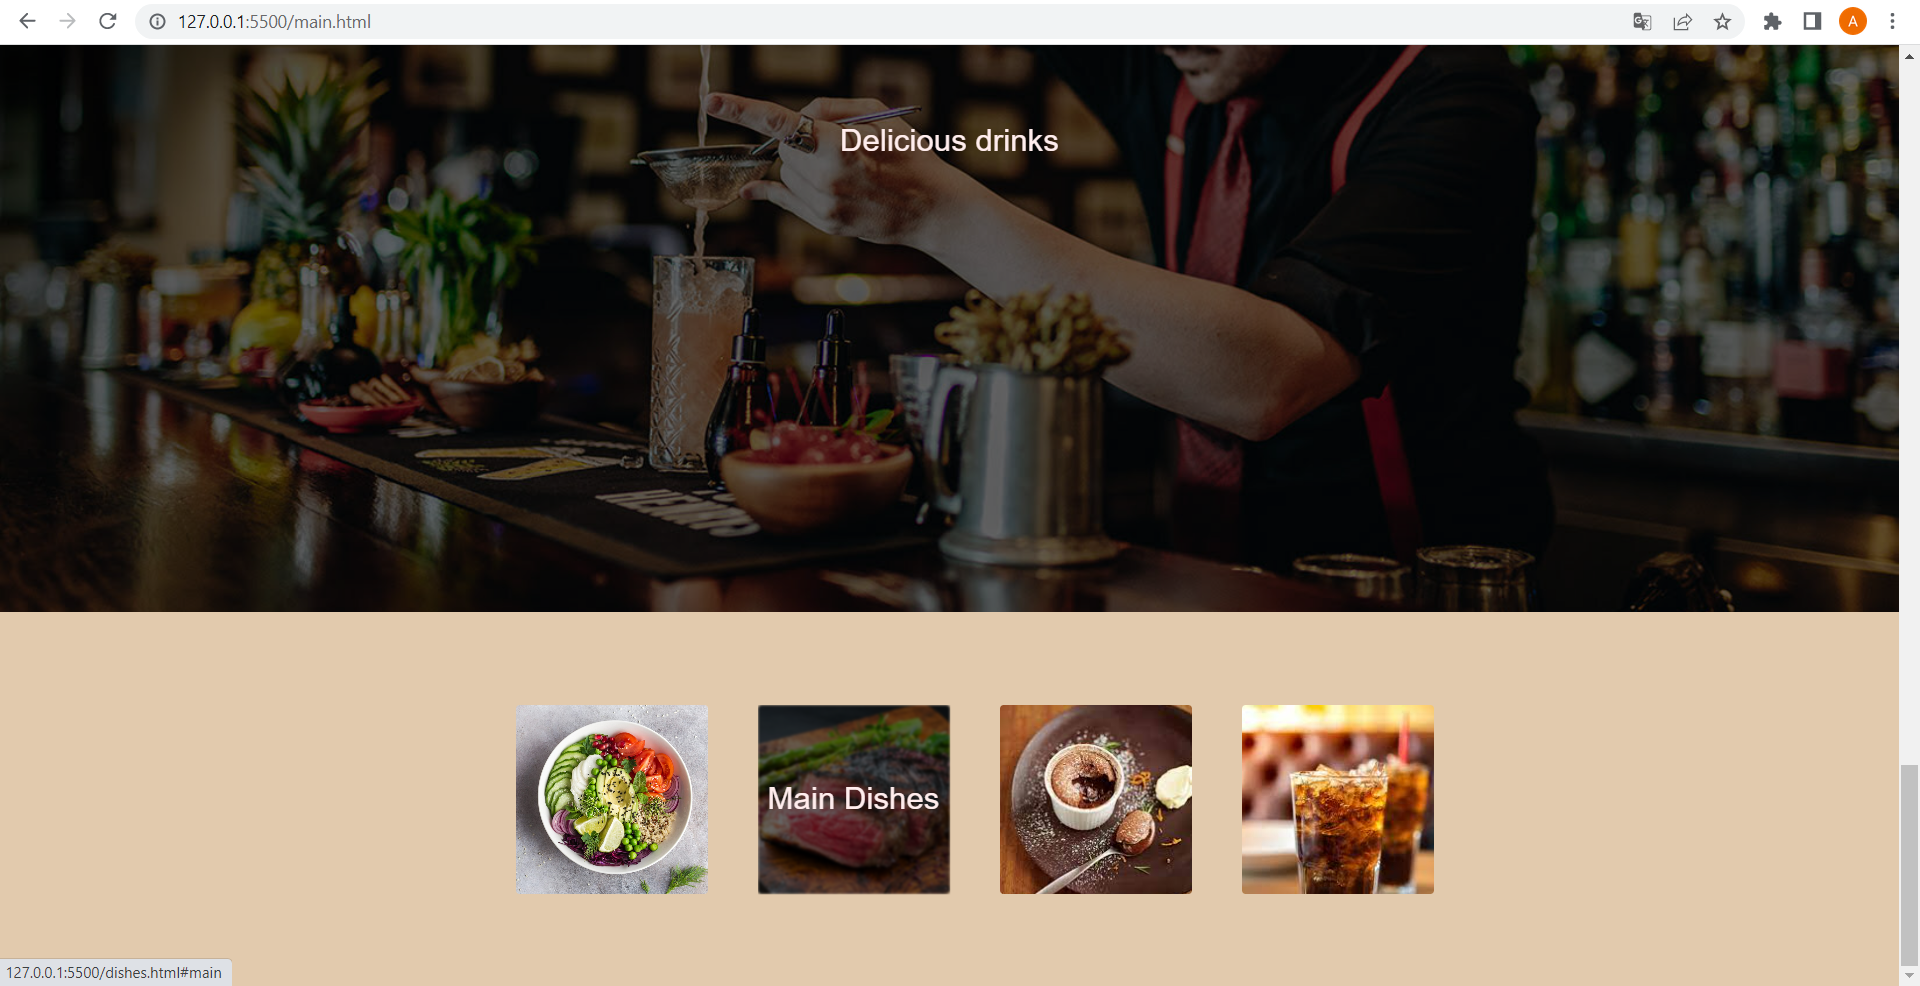 127.0.0.1:5500/main.html
A
Delicious drinks
Main Dishes
127.0.0.1:5500/dishes.html#main